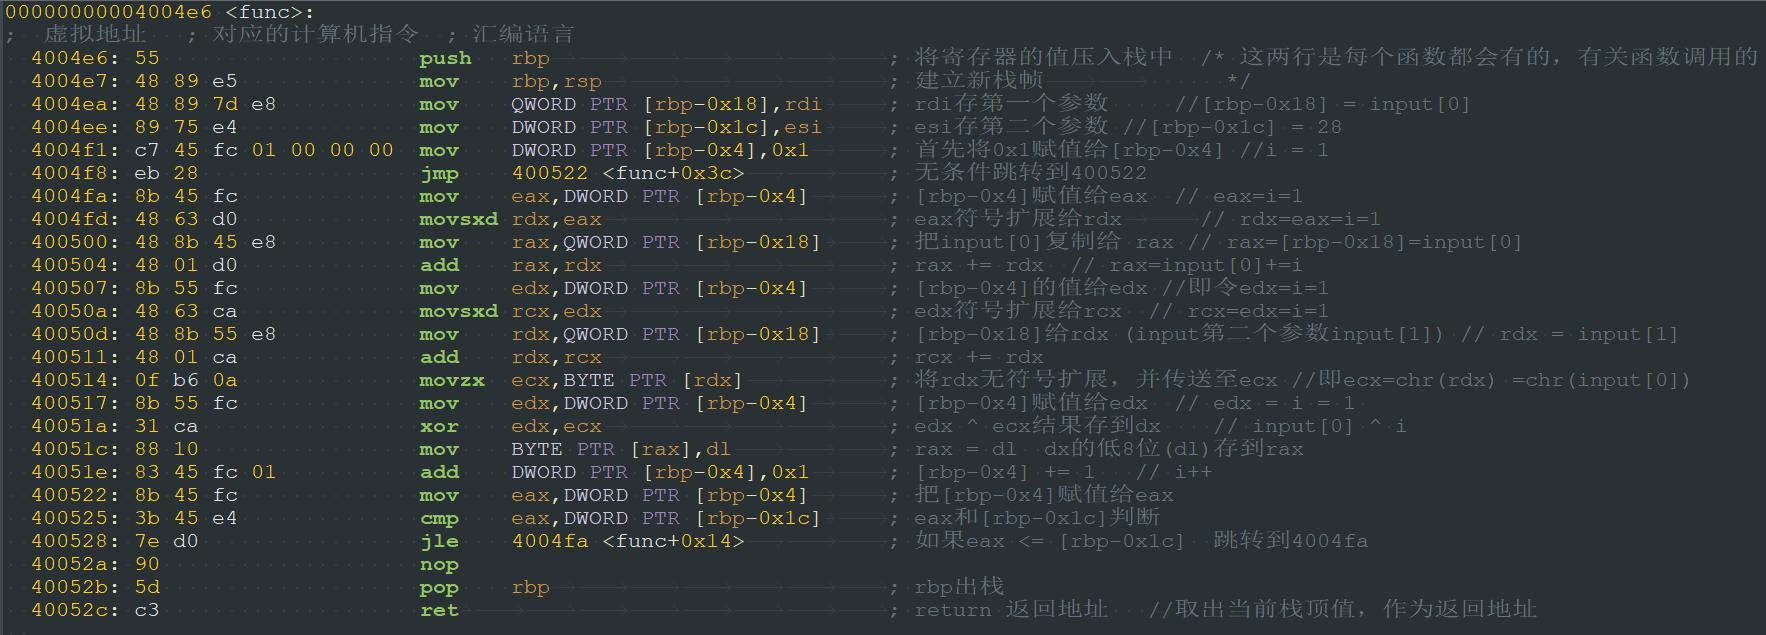 00000000004004e6 <func>:
; 虚拟地址 ; 对应的计算机指令 ; 汇编语言
4004e6: 55 push rbp ; 将寄存器的值压入栈中 /* 这两行是每个函数都会有的，有关函数调用的
4004e7: 48 89 e5 mov rbp,rsp ; 建立新栈帧 */
4004ea: 48 89 7d e8 mov QWORD PTR [rbp-0x18],rdi ; rdi存第一个参数 //[rbp-0x18] = input[0]
4004ee: 89 75 e4 mov DWORD PTR [rbp-0x1c],esi ; esi存第二个参数 //[rbp-0x1c] = 28
4004f1: c7 45 fc 01 00 00 00 mov DWORD PTR [rbp-0x4],0x1 ; 首先将0x1赋值给[rbp-0x4] //i = 1
4004f8: eb 28 jmp 400522 <func+0x3c> ; 无条件跳转到400522
4004fa: 8b 45 fc mov eax,DWORD PTR [rbp-0x4] ; [rbp-0x4]赋值给eax // eax=i=1
4004fd: 48 63 d0 movsxd rdx,eax ; eax符号扩展给rdx // rdx=eax=i=1
400500: 48 8b 45 e8 mov rax,QWORD PTR [rbp-0x18] ; 把input[0]复制给 rax // rax=[rbp-0x18]=input[0]
400504: 48 01 d0 add rax,rdx ; rax += rdx // rax=input[0]+=i
400507: 8b 55 fc mov edx,DWORD PTR [rbp-0x4] ; [rbp-0x4]的值给edx //即令edx=i=1
40050a: 48 63 ca movsxd rcx,edx ; edx符号扩展给rcx // rcx=edx=i=1
40050d: 48 8b 55 e8 mov rdx,QWORD PTR [rbp-0x18] ; [rbp-0x18]给rdx (input第二个参数input[1]) // rdx = input[1]
400511: 48 01 ca add rdx,rcx ; rcx += rdx
400514: 0f b6 0a movzx ecx,BYTE PTR [rdx] ; 将rdx无符号扩展，并传送至ecx //即ecx=chr(rdx) =chr(input[0])
400517: 8b 55 fc mov edx,DWORD PTR [rbp-0x4] ; [rbp-0x4]赋值给edx // edx = i = 1
40051a: 31 ca xor edx,ecx ; edx ^ ecx结果存到dx // input[0] ^ i
40051c: 88 10 mov BYTE PTR [rax],dl ; rax = dl dx的低8位(dl)存到rax
40051e: 83 45 fc 01 add DWORD PTR [rbp-0x4],0x1 ; [rbp-0x4] += 1 // i++
400522: 8b 45 fc mov eax,DWORD PTR [rbp-0x4] ; 把[rbp-0x4]赋值给eax
400525: 3b 45 e4 cmp eax,DWORD PTR [rbp-0x1c] ; eax和[rbp-0x1c]判断
400528: 7e d0 jle 4004fa <func+0x14> ; 如果eax <= [rbp-0x1c] 跳转到4004fa
40052a: 90 nop
40052b: 5d pop rbp ; rbp出栈
40052c: c3 ret ; return 返回地址 //取出当前栈顶值，作为返回地址